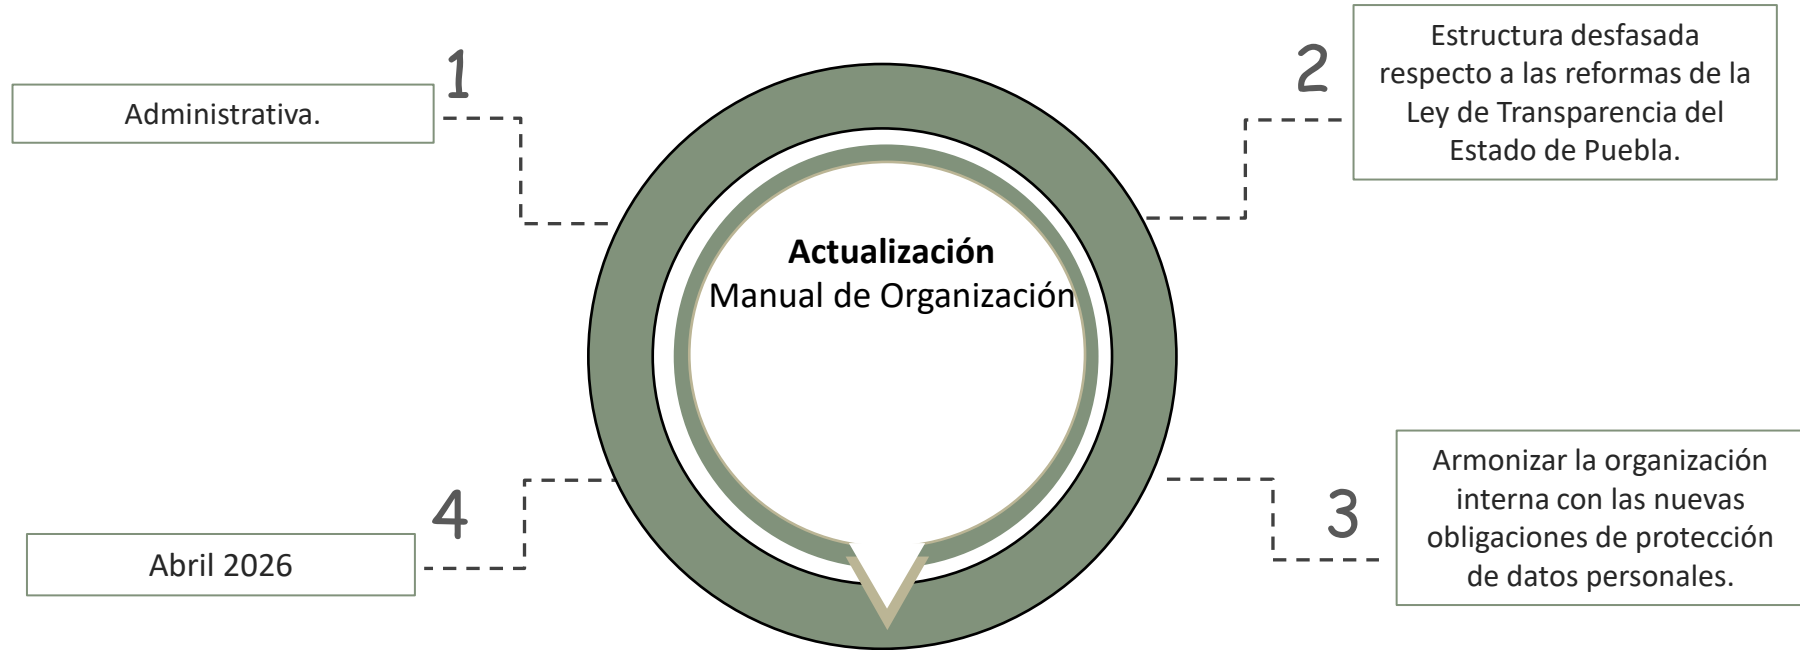 1
Administrativa.
2
Estructura desfasada
respecto a las reformas de la
Ley de Transparencia del
Estado de Puebla.
Actualización
Manual de Organización
3
Armonizar la organización
interna con las nuevas
obligaciones de protección
de datos personales.
4
Abril 2026